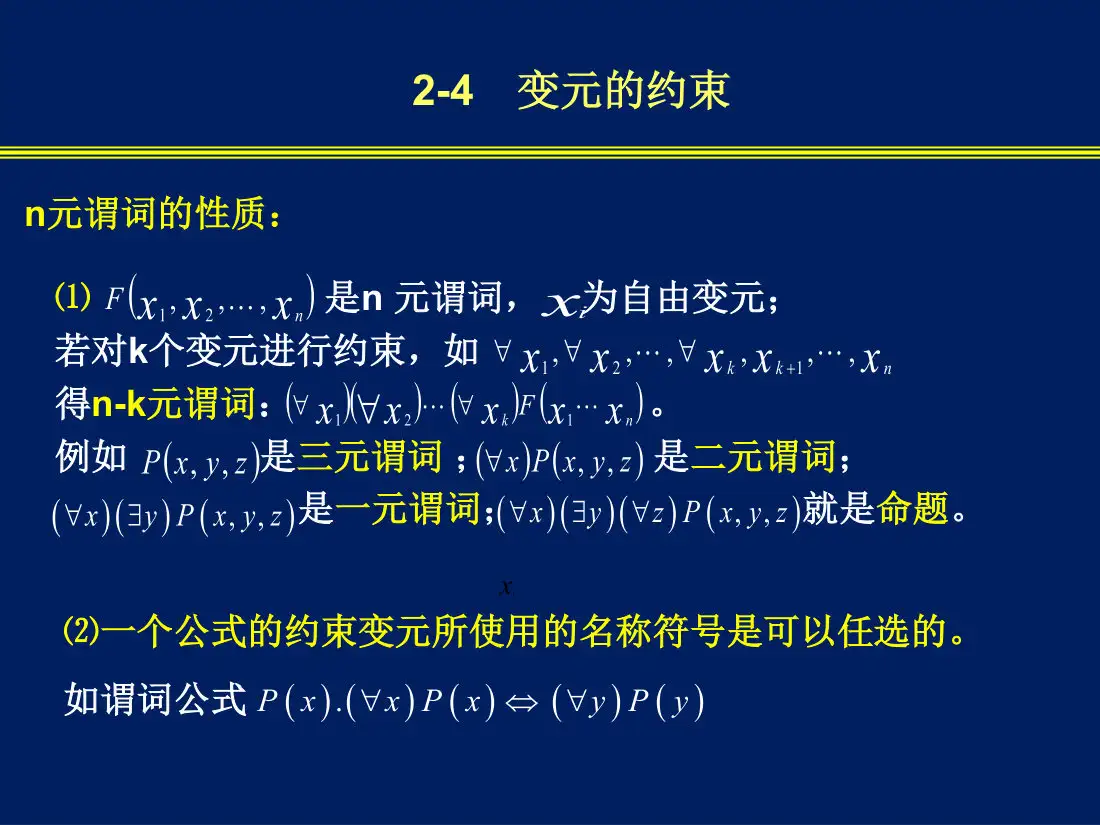 2-4 变元的约束
n元谓词的性质：
⑴ F(x₁,x₂,…,xₙ)是n 元谓词，xᵢ为自由变元；
若对k个变元进行约束，如 ∀x₁,∀x₂,⋯,∀xₖ,xₖ₊₁,⋯,xₙ
得n-k元谓词：(∀x₁)(∀x₂)⋯(∀xₖ)F(x₁⋯xₙ)。
例如 P(x,y,z)是三元谓词；(∀x)P(x,y,z)是二元谓词；
(∀x)(∃y)P(x,y,z)是一元谓词；(∀x)(∃y)(∀z)P(x,y,z)就是命题。
x
⑵一个公式的约束变元所使用的名称符号是可以任选的。
如谓词公式 P(x).(∀x)P(x)⇔(∀y)P(y)